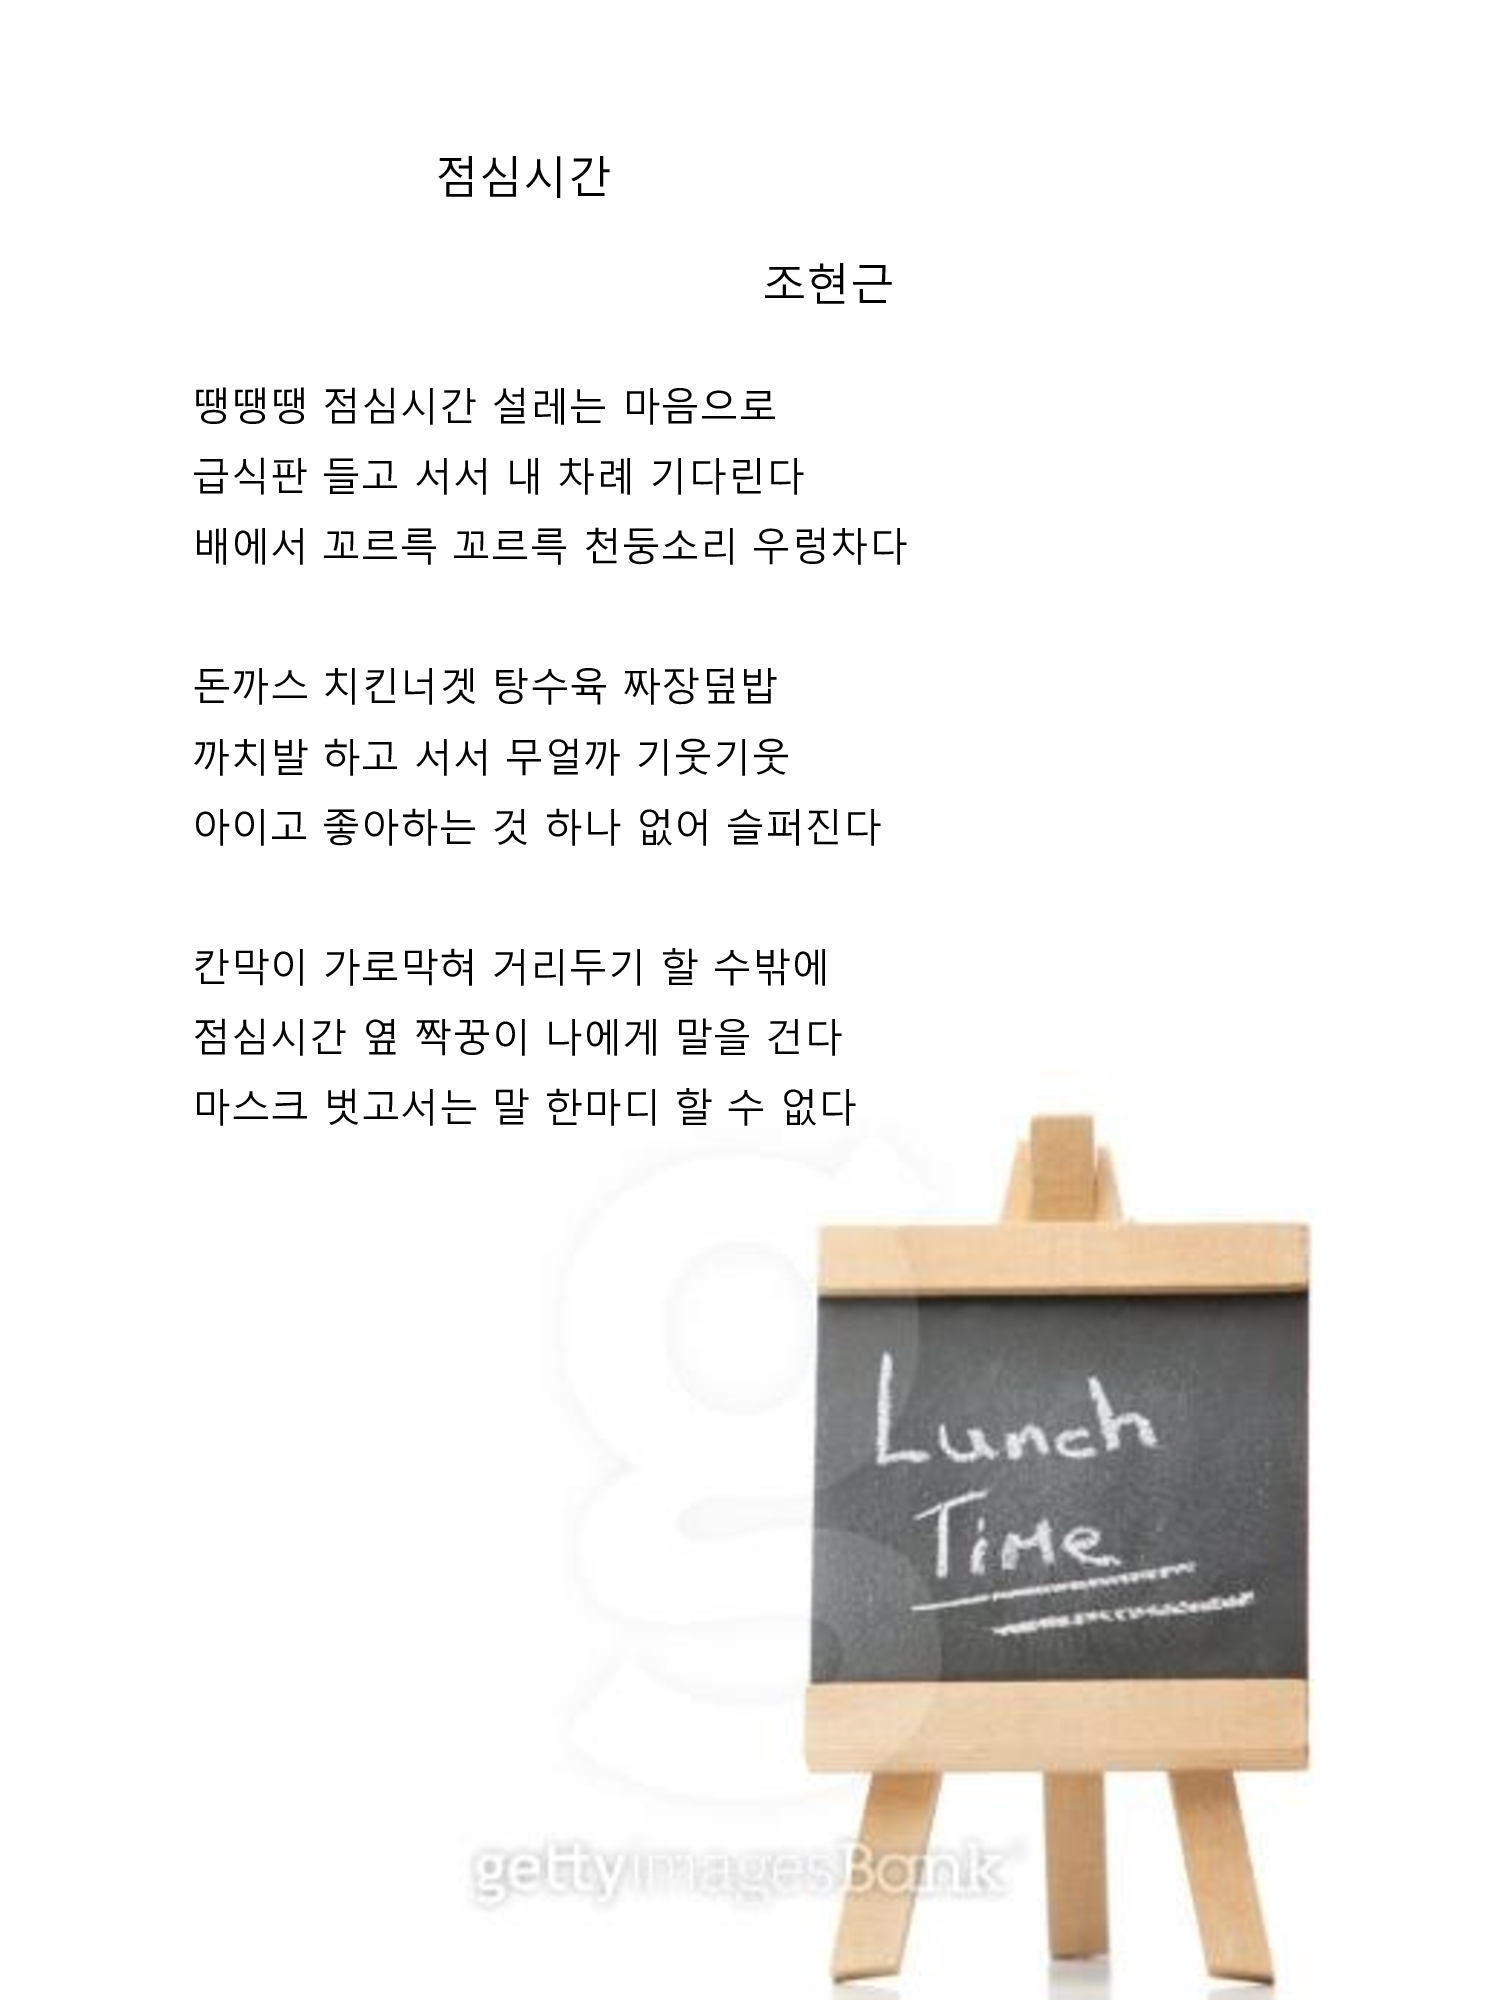 점심시간
조현근
땡땡땡 점심시간 설레는 마음으로
급식판 들고 서서 내 차례 기다린다
배에서 꼬르륵 꼬르륵 천둥소리 우렁차다
돈까스 치킨너겟 탕수육 짜장덮밥
까치발 하고 서서 무얼까 기웃기웃
아이고 좋아하는 것 하나 없어 슬퍼진다
칸막이 가로막혀 거리두기 할 수밖에
점심시간 옆 짝꿍이 나에게 말을 건다
마스크 벗고서는 말 한마디 할 수 없다
Lunch
Time
gettyimagesBank